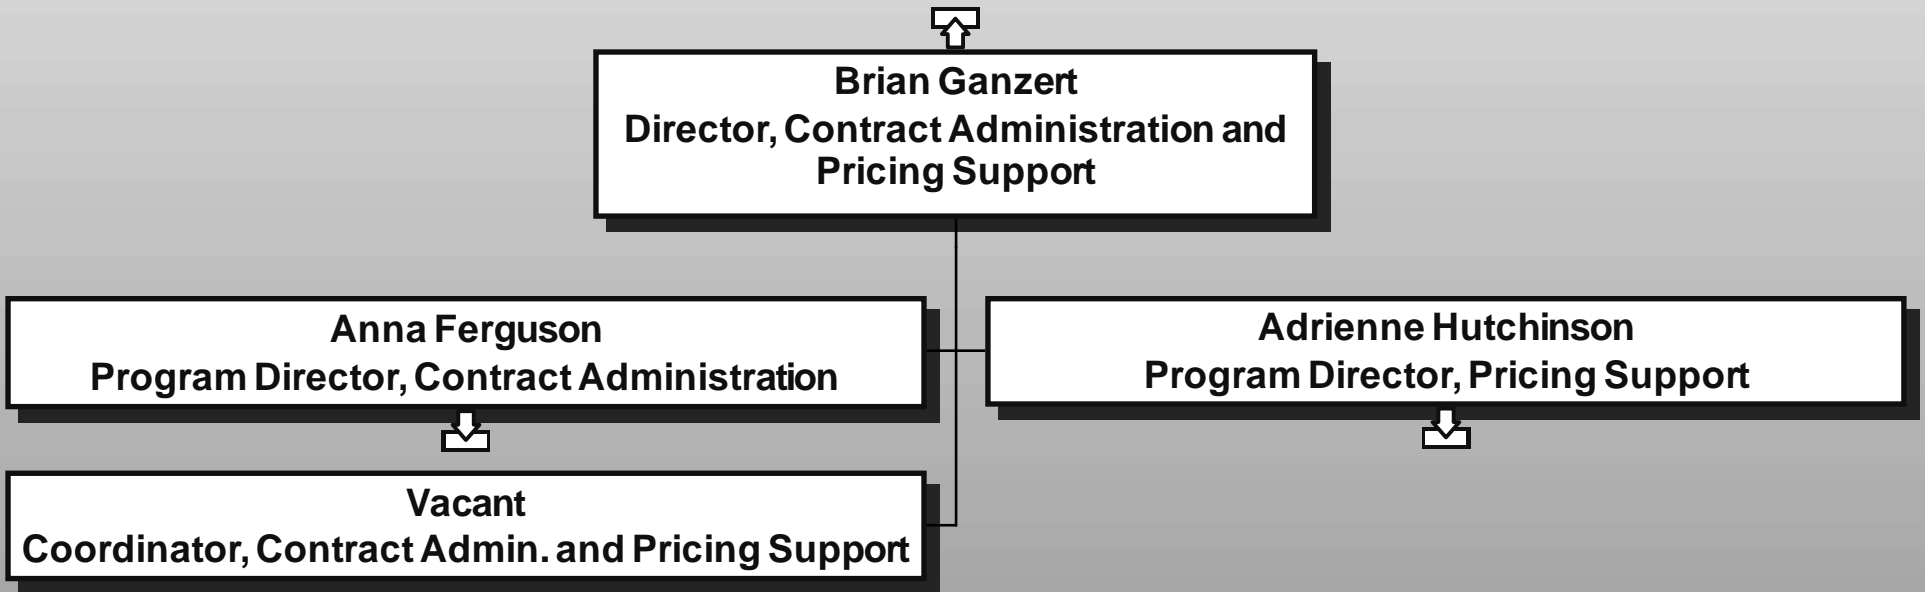 Brian Ganzert
Director, Contract Administration and
Pricing Support
Anna Ferguson
Program Director, Contract Administration
Adrienne Hutchinson
Program Director, Pricing Support
Vacant
Coordinator, Contract Admin. and Pricing Support